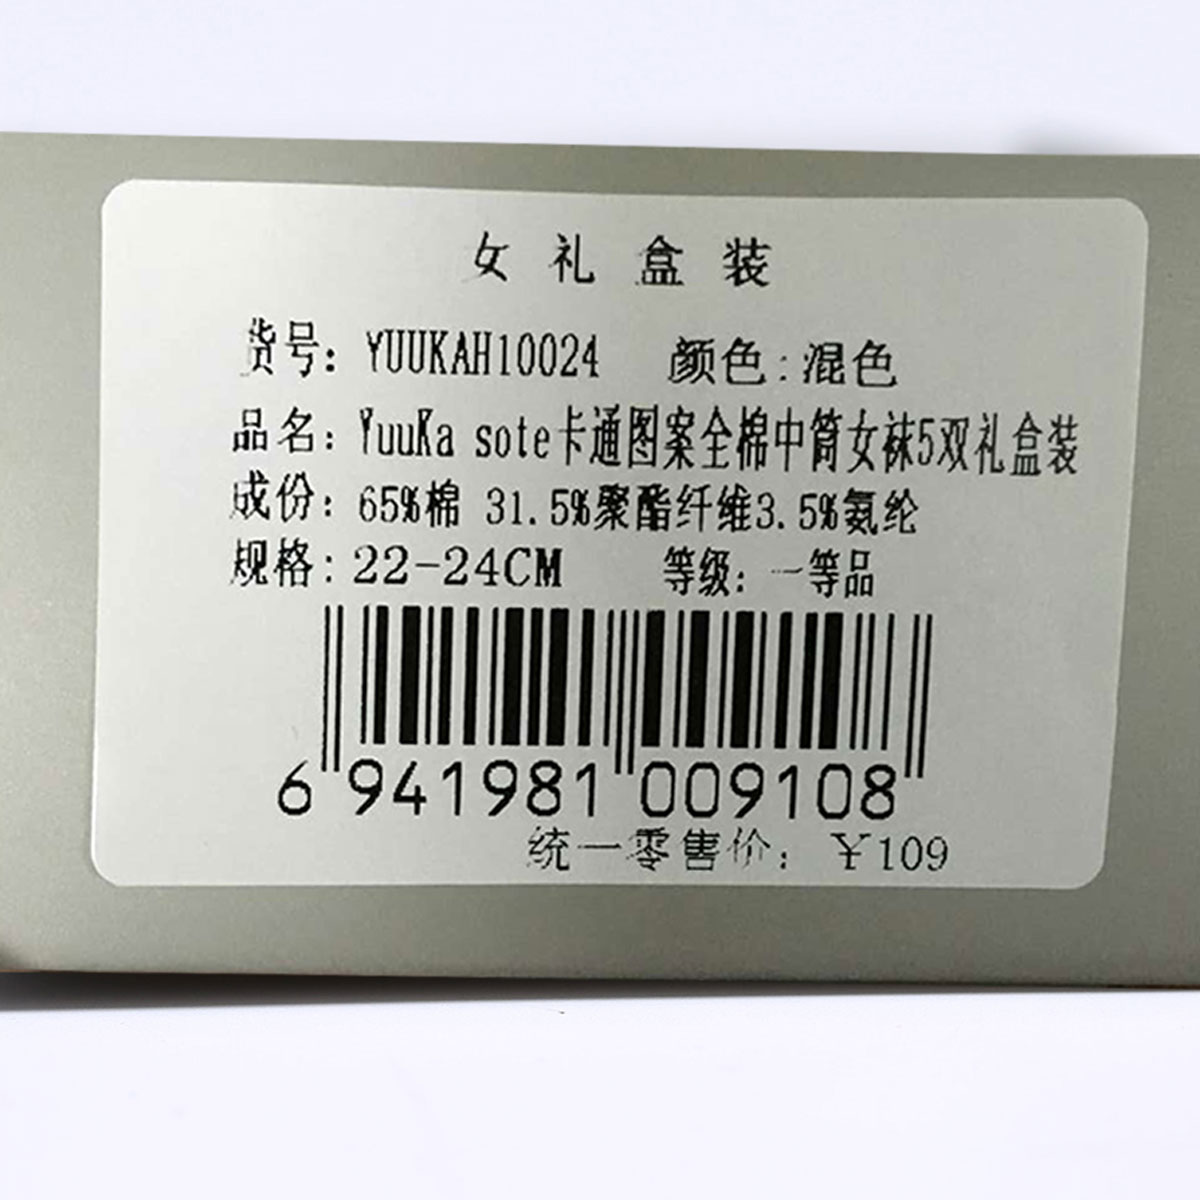 女礼盒装
货号：YUUKAH10024 颜色：混色
品名：YuuKa sote卡通图案全棉中筒女袜5双礼盒装
成份：65%棉 31.5%聚酯纤维3.5%氨纶
规格：22-24CM 等级：一等品
6 941981 009108
统一零售价：￥109